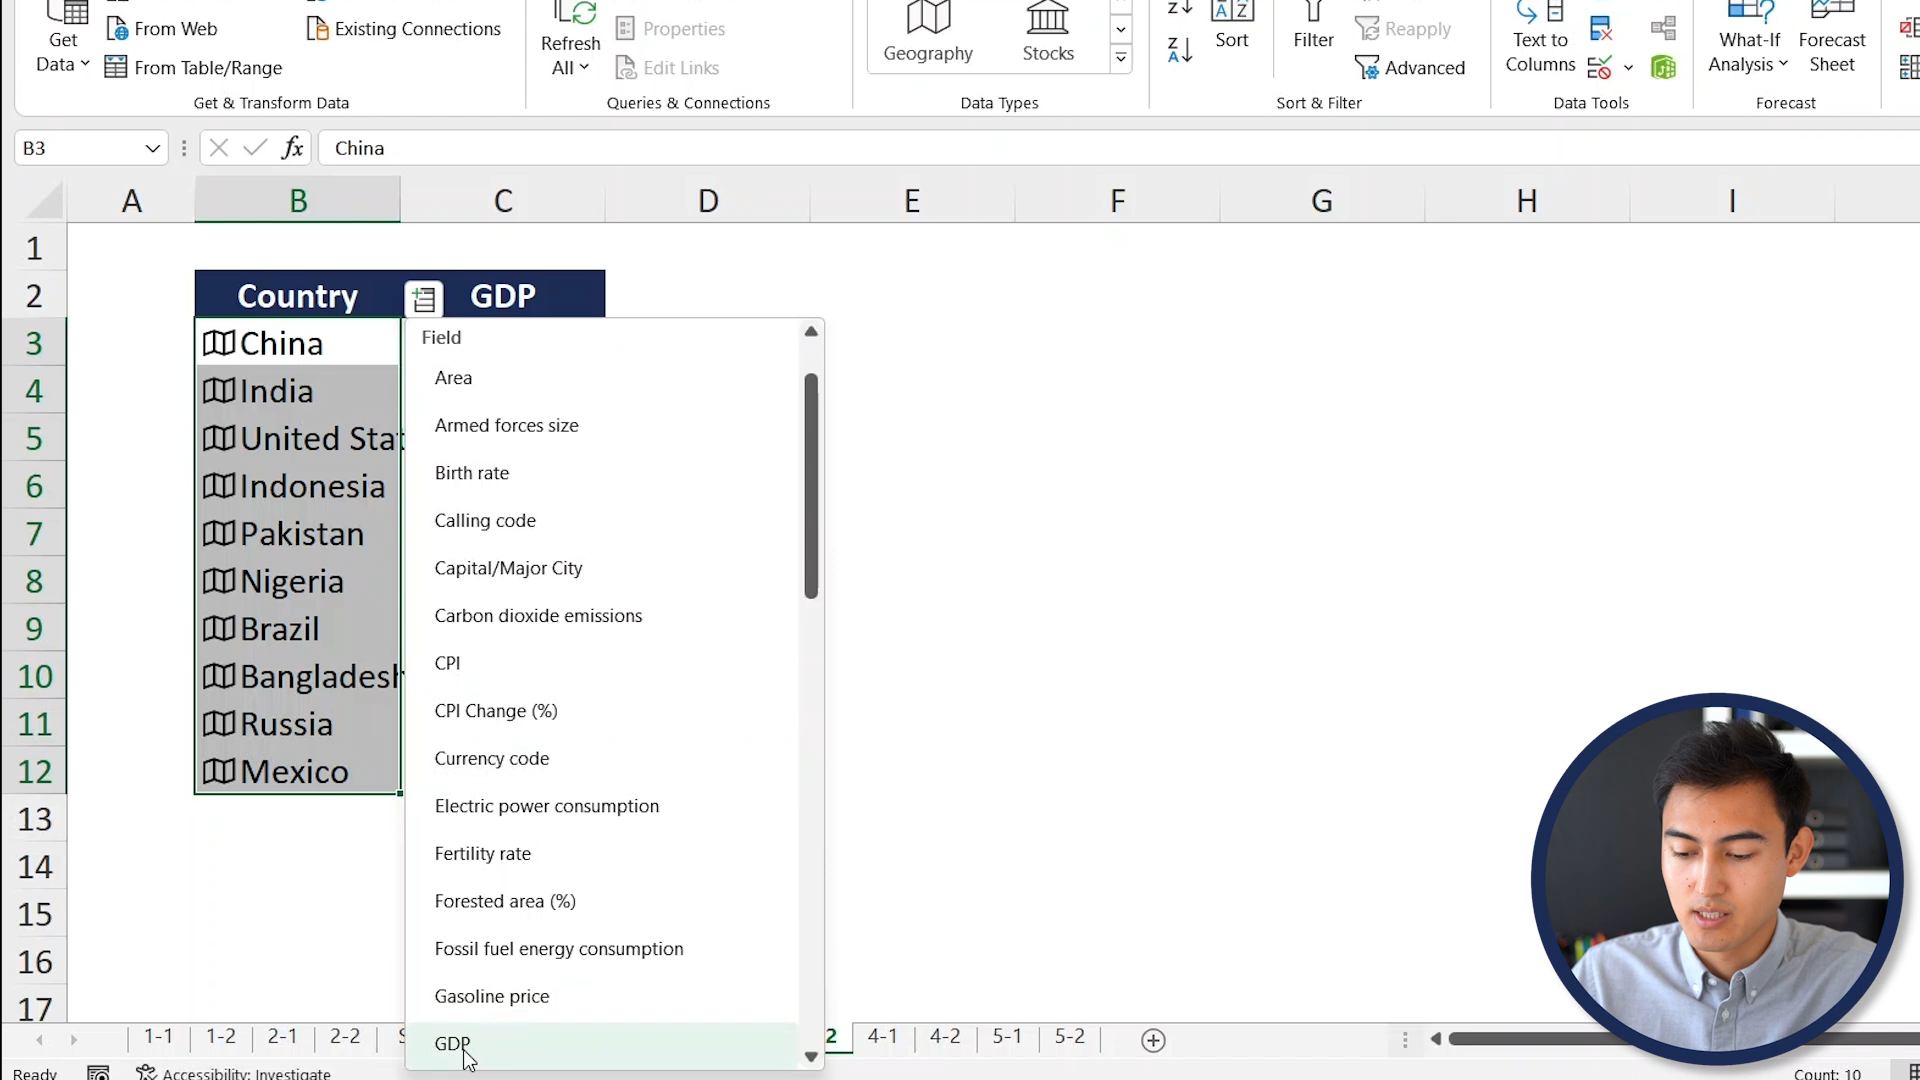 Get
Data
From Web
From Table/Range
Existing Connections
Get & Transform Data
Refresh
All
Properties
Edit Links
Queries & Connections
Geography
Stocks
Data Types
Z
Z
A
A Z
Sort
Filter
Reapply
Advanced
Sort & Filter
Text to
Columns
Data Tools
What-If
Analysis
Forecast
Sheet
Forecast
B3
fx
China
A B C D E F G H I
1
2 Country GDP
3 China
4 India
5 United Stat
6 Indonesia
7 Pakistan
8 Nigeria
9 Brazil
10 Bangladesh
11 Russia
12 Mexico
13
14
15
16
17
Field
Area
Armed forces size
Birth rate
Calling code
Capital/Major City
Carbon dioxide emissions
CPI
CPI Change (%)
Currency code
Electric power consumption
Fertility rate
Forested area (%)
Fossil fuel energy consumption
Gasoline price
GDP
1-1 1-2 2-1 2-2 2 4-1 4-2 5-1 5-2
Ready
Accessibility: Investigate
Count: 10